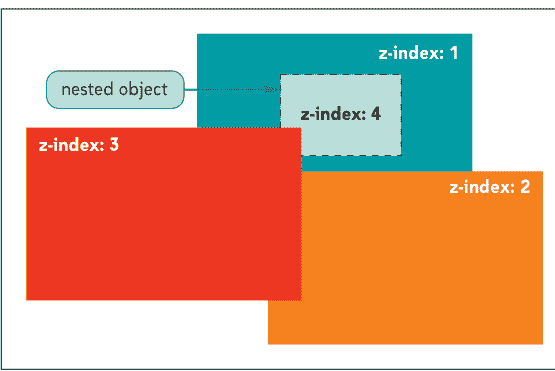 z-index: 1
nested object
z-index: 4
z-index: 3
z-index: 2